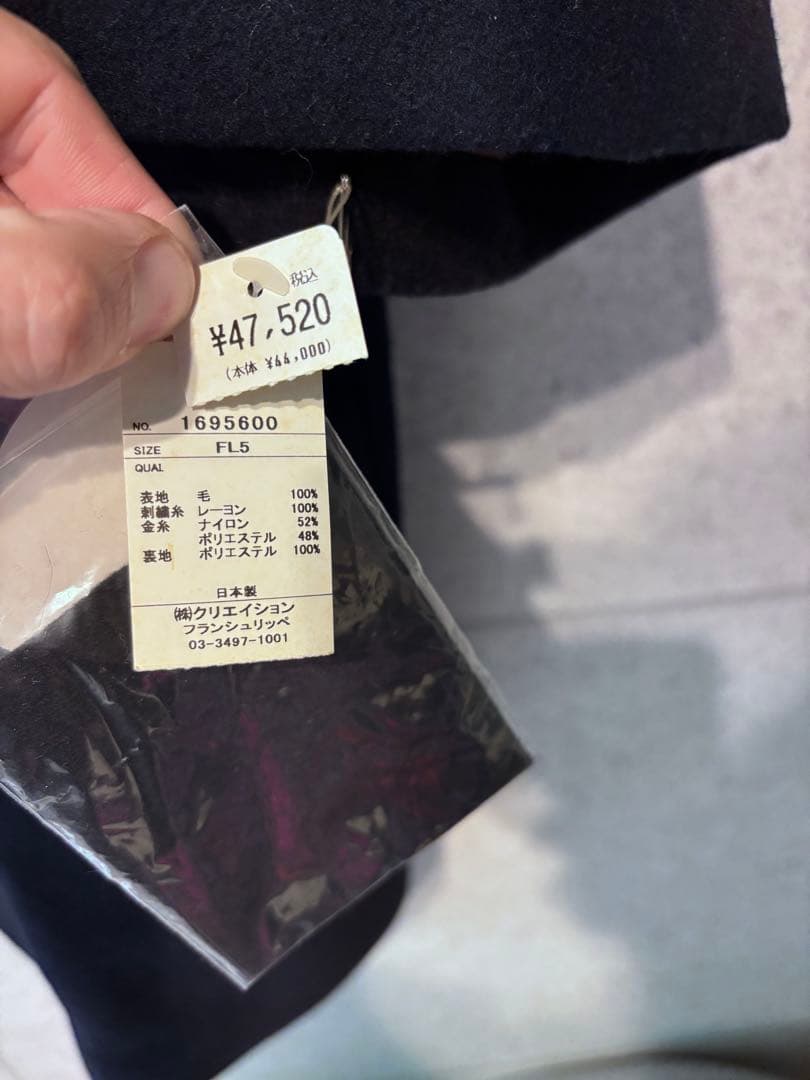 税込
¥47,520
(本体 ¥44,000)
NO. 1695600
SIZE FL5
QUAL
表地 毛 100%
刺繍糸 レーヨン 100%
金糸 ナイロン 52%
ポリエステル 48%
裏地 ポリエステル 100%
日本製
㈱クリエイション
フランシュリッペ
03-3497-1001